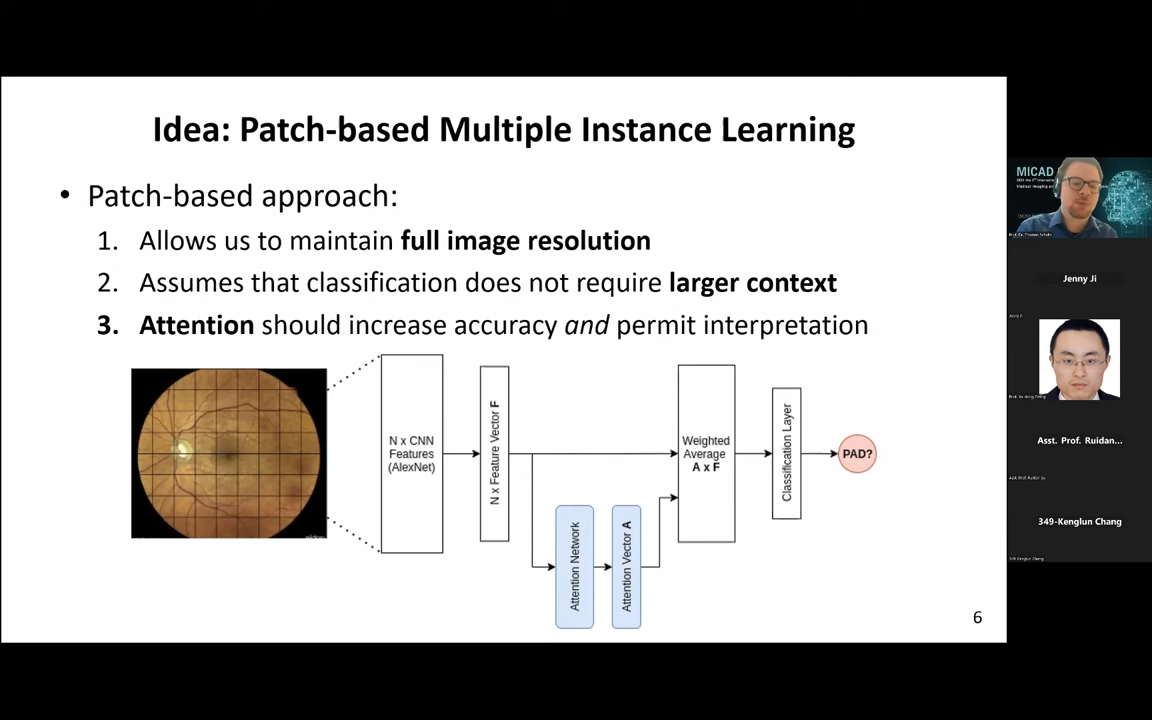 Idea: Patch-based Multiple Instance Learning
• Patch-based approach:
1. Allows us to maintain full image resolution
2. Assumes that classification does not require larger context
3. Attention should increase accuracy and permit interpretation
N x CNN
Features
(AlexNet)
N x Feature Vector F
Attention Network
Attention Vector A
Weighted
Average
A x F
Classification Layer
PAD?
6
MICAD
Jenny Ji
Asst. Prof. Ruidan...
349-Kenglun Chang
349-Kenglun Chang